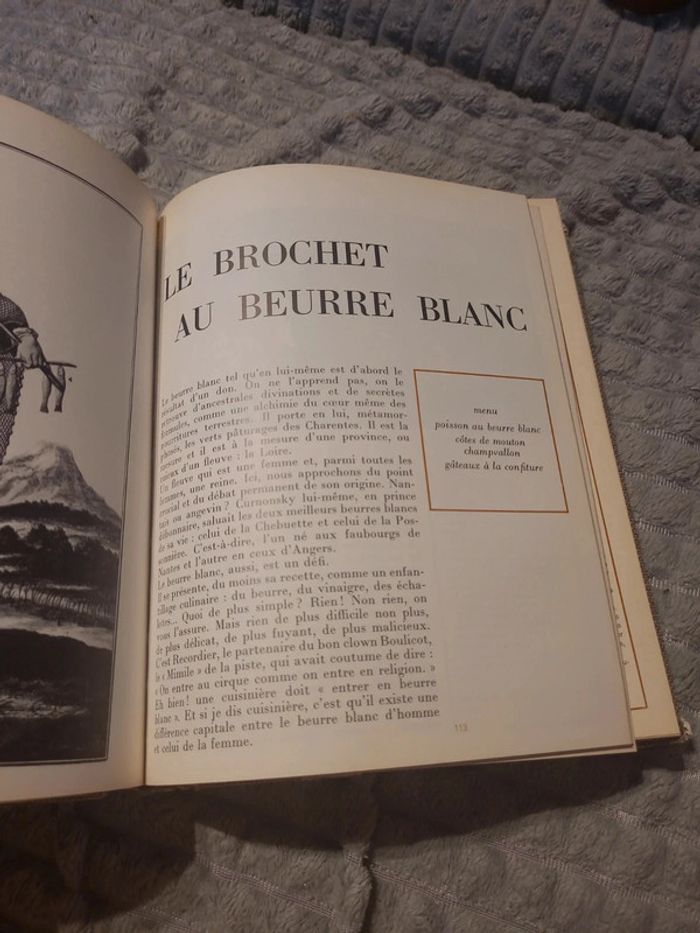 LE BROCHET
AU BEURRE BLANC
Le beurre blanc tel qu'en lui-même est d'abord le
résultat d'un don. On ne l'apprend pas, on le
retrouve d'ancestrales divinations et de secrètes
formules, comme une alchimie du cœur même des
nourritures terrestres. Il porte en lui, métamor-
phosés, les verts pâturages des Charentes. Il est la
mesure et il est à la mesure d'une province, ou
mieux d'un fleuve : la Loire.
Un fleuve qui est une femme et, parmi toutes les
femmes, une reine. Ici, nous approchons du point
crucial et du débat permanent de son origine. Nan-
tais ou angevin ? Curnonsky lui-même, en prince
débonnaire, saluait les deux meilleurs beurres blancs
de sa vie : celui de la Chebuette et celui de la Pos-
sonnière. C'est-à-dire, l'un né aux faubourgs de
Nantes et l'autre en ceux d'Angers.
Le beurre blanc, aussi, est un défi.
Il se présente, du moins sa recette, comme un enfan-
tillage culinaire : du beurre, du vinaigre, des écha-
lotes... Quoi de plus simple ? Rien ! Non rien, on
vous l'assure. Mais rien de plus difficile non plus,
de plus délicat, de plus fuyant, de plus malicieux.
C'est Recordier, le partenaire du bon clown Boulicot,
le « Mimile » de la piste, qui avait coutume de dire :
« On entre au cirque comme on entre en religion. »
Eh bien ! une cuisinière doit « entrer en beurre
blanc ». Et si je dis cuisinière, c'est qu'il existe une
différence capitale entre le beurre blanc d'homme
et celui de la femme.
menu
poisson au beurre blanc
côtes de mouton
champvallon
gâteaux à la confiture
113